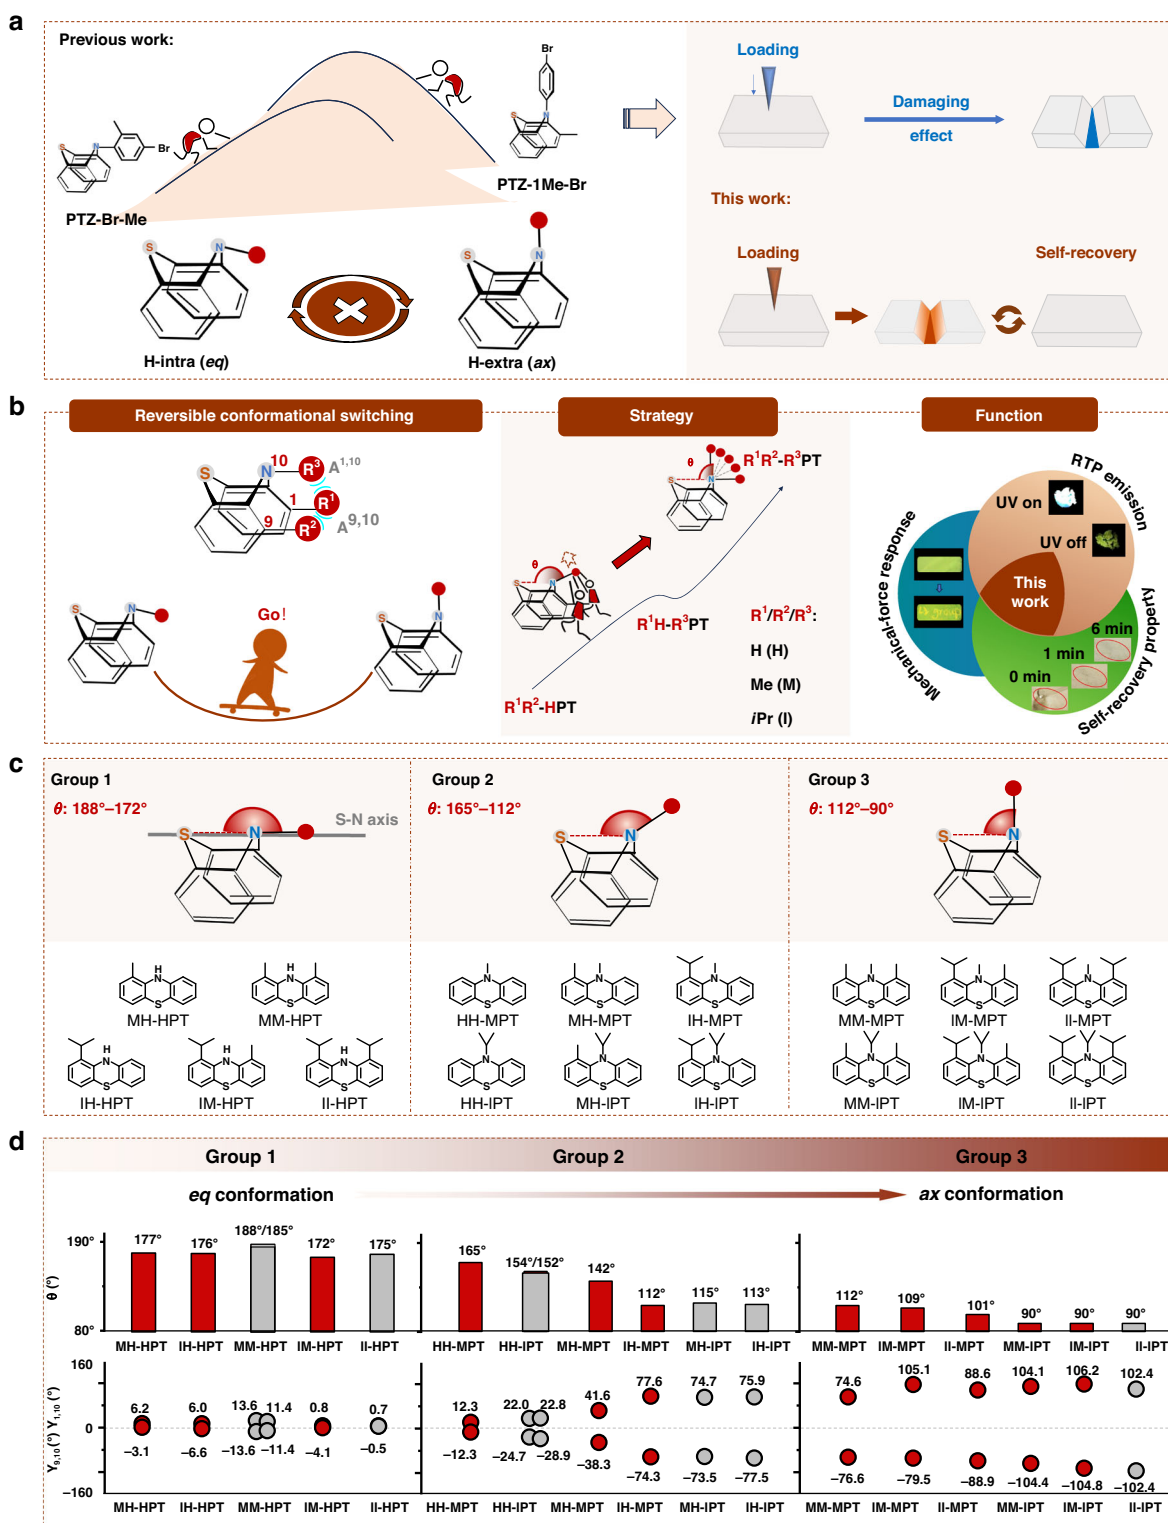 a
Previous work:
Br
S
N
PTZ-1Me-Br
S
N
Br
PTZ-Br-Me
S
N
H-intra (eq)
S
N
H-extra (ax)
Loading
Damaging
effect
This work:
Loading
Self-recovery
b
Reversible conformational switching
Strategy
Function
S
N
10
R³
A¹,¹⁰
1
R¹
9
R²
A⁹,¹⁰
S
N
Go!
S
N
θ
S
N
R¹R²-R³PT
θ
S
N
R¹H-R³PT
R¹R²-HPT
R¹/R²/R³:
H (H)
Me (M)
iPr (I)
RTP emission
UV on
UV off
Mechanical-force response
This
work
6 min
1 min
0 min
Self-recovery property
c
Group 1
θ: 188°–172°
S-N axis
S
N
Group 2
θ: 165°–112°
S
N
Group 3
θ: 112°–90°
S
N
H
N
S
MH-HPT
H
N
S
MM-HPT
H
N
S
IH-HPT
H
N
S
IM-HPT
H
N
S
II-HPT
N
S
HH-MPT
N
S
MH-MPT
N
S
IH-MPT
N
S
HH-IPT
N
S
MH-IPT
N
S
IH-IPT
N
S
MM-MPT
N
S
IM-MPT
N
S
II-MPT
N
S
MM-IPT
N
S
IM-IPT
N
S
II-IPT
d
Group 1 Group 2 Group 3
eq conformation
ax conformation
θ (°)
190°
80°
177° 176° 188°/185° 172° 175°
165° 154°/152° 142° 112° 115° 113°
112° 109° 101° 90° 90° 90°
MH-HPT IH-HPT MM-HPT IM-HPT II-HPT
HH-MPT HH-IPT MH-MPT IH-MPT MH-IPT IH-IPT
MM-MPT IM-MPT II-MPT MM-IPT IM-IPT II-IPT
Y₉,₁₀ (°) Y₁,₁₀ (°)
160
0
−160
6.2 6.0 13.6 11.4 0.8 0.7
−3.1 −6.6 −13.6 −11.4 −4.1 −0.5
12.3 22.0 22.8 41.6 77.6 74.7 75.9
−12.3 −24.7 −28.9 −38.3 −74.3 −73.5 −77.5
74.6 105.1 88.6 104.1 106.2 102.4
−76.6 −79.5 −88.9 −104.4 −104.8 −102.4
MH-HPT IH-HPT MM-HPT IM-HPT II-HPT
HH-MPT HH-IPT MH-MPT IH-MPT MH-IPT IH-IPT
MM-MPT IM-MPT II-MPT MM-IPT IM-IPT II-IPT